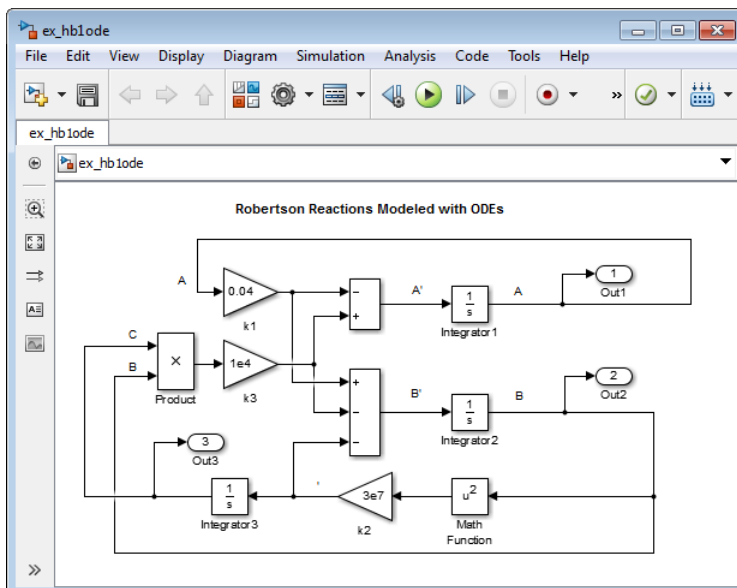 ex_hb1ode
File Edit View Display Diagram Simulation Analysis Code Tools Help
»
ex_hb1ode
ex_hb1ode
Robertson Reactions Modeled with ODEs
A
0.04
k1
−
+
A'
1
s
Integrator1
A
1
Out1
C
B
×
Product
1e4
k3
+
−
−
B'
1
s
Integrator2
B
2
Out2
3
Out3
1
s
Integrator3
'
3e7
k2
u²
Math
Function
A≡
»